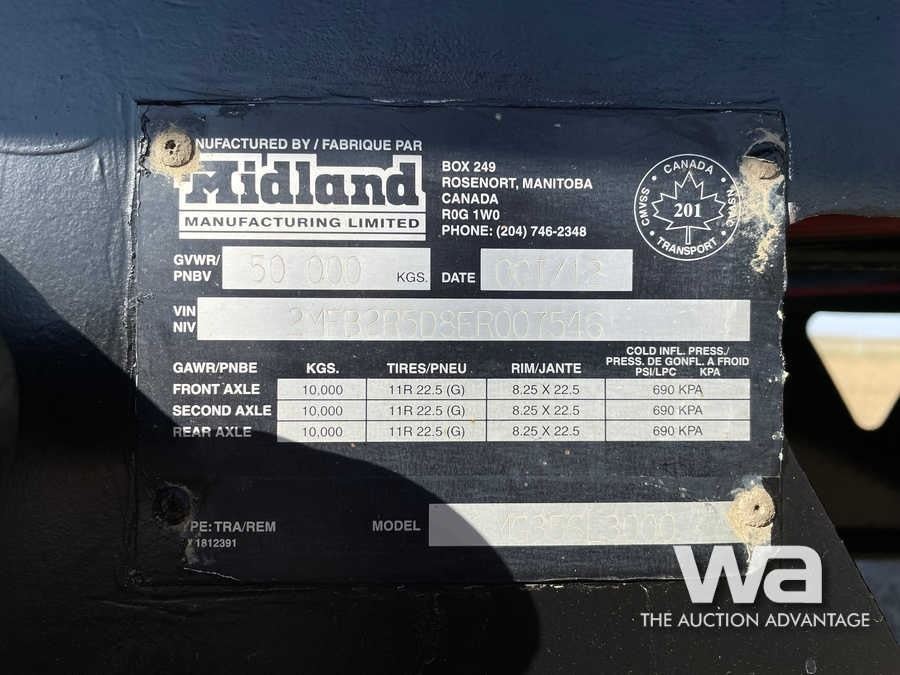 NUFACTURED BY / FABRIQUE PAR
Midland
MANUFACTURING LIMITED
BOX 249
ROSENORT, MANITOBA
CANADA
R0G 1W0
PHONE: (204) 746-2348
CANADA
CMVSS 201 NSVAC
TRANSPORT
GVWR/
PNBV 50 000 KGS. DATE OCT/12
VIN
NIV 2MFB2R5D8ER007546
GAWR/PNBE KGS. TIRES/PNEU RIM/JANTE COLD INFL. PRESS./
PRESS. DE GONFL. A FROID
PSI/LPC KPA
FRONT AXLE 10,000 11R 22.5 (G) 8.25 X 22.5 690 KPA
SECOND AXLE 10,000 11R 22.5 (G) 8.25 X 22.5 690 KPA
REAR AXLE 10,000 11R 22.5 (G) 8.25 X 22.5 690 KPA
YPE: TRA/REM MODEL
1812391
wa
THE AUCTION ADVANTAGE